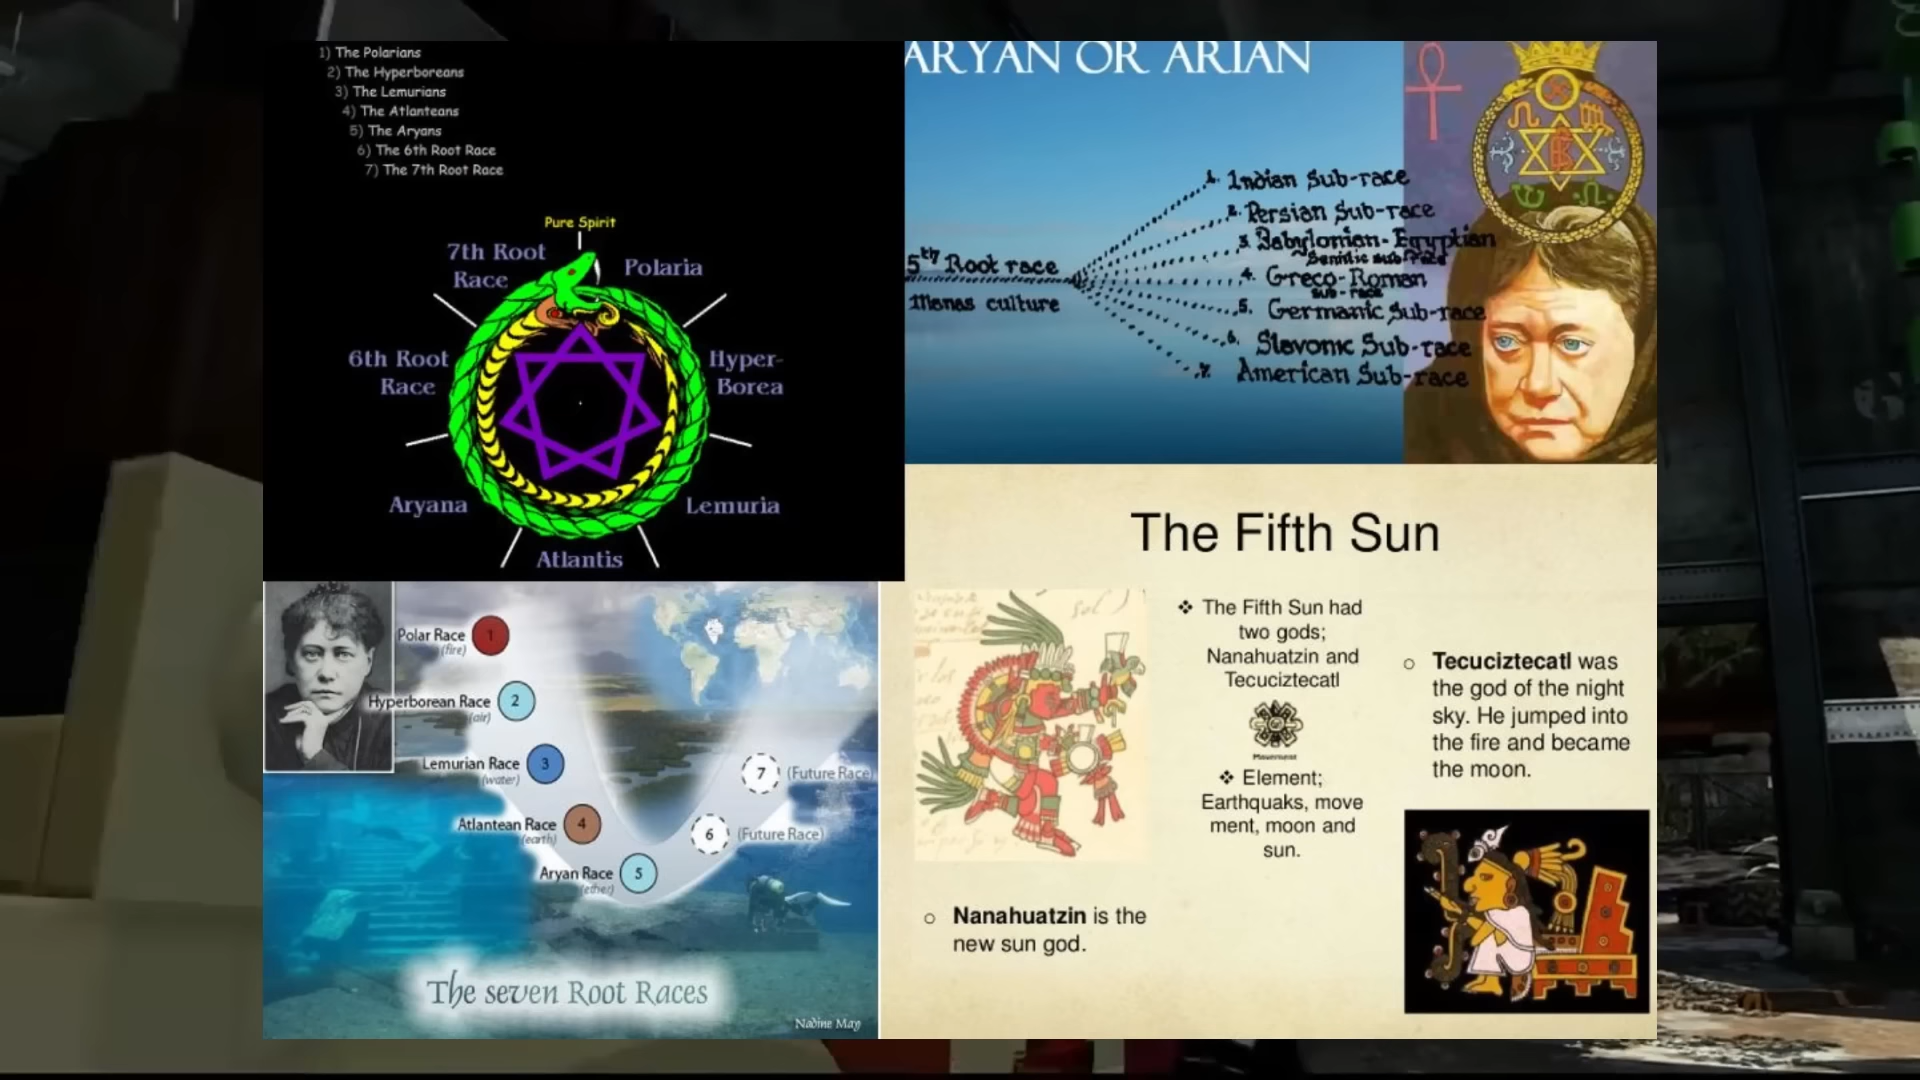 1) The Polarians
2) The Hyperboreans
3) The Lemurians
4) The Atlanteans
5) The Aryans
6) The 6th Root Race
7) The 7th Root Race
Pure Spirit
7th Root
Race
Polaria
6th Root
Race
Hyper-
Borea
Aryana
Lemuria
Atlantis
ARYAN OR ARIAN
5th Root race
Manas culture
1. Indian Sub-race
2. Persian Sub-race
3. Babylonian-Egyptian
Semitic sub-race
4. Greco-Roman
sub-race
5. Germanic Sub-race
6. Slavonic Sub-race
7. American Sub-race
Polar Race 1
(fire)
Hyperborean Race 2
(air)
Lemurian Race 3
(water)
Atlantean Race 4
(earth)
Aryan Race 5
(ether)
6 (Future Race)
7 (Future Race)
The seven Root Races
Nadine May
The Fifth Sun
❖ The Fifth Sun had
two gods;
Nanahuatzin and
Tecuciztecatl
Movement
❖ Element;
Earthquaks, move
ment, moon and
sun.
○ Tecuciztecatl was
the god of the night
sky. He jumped into
the fire and became
the moon.
○ Nanahuatzin is the
new sun god.